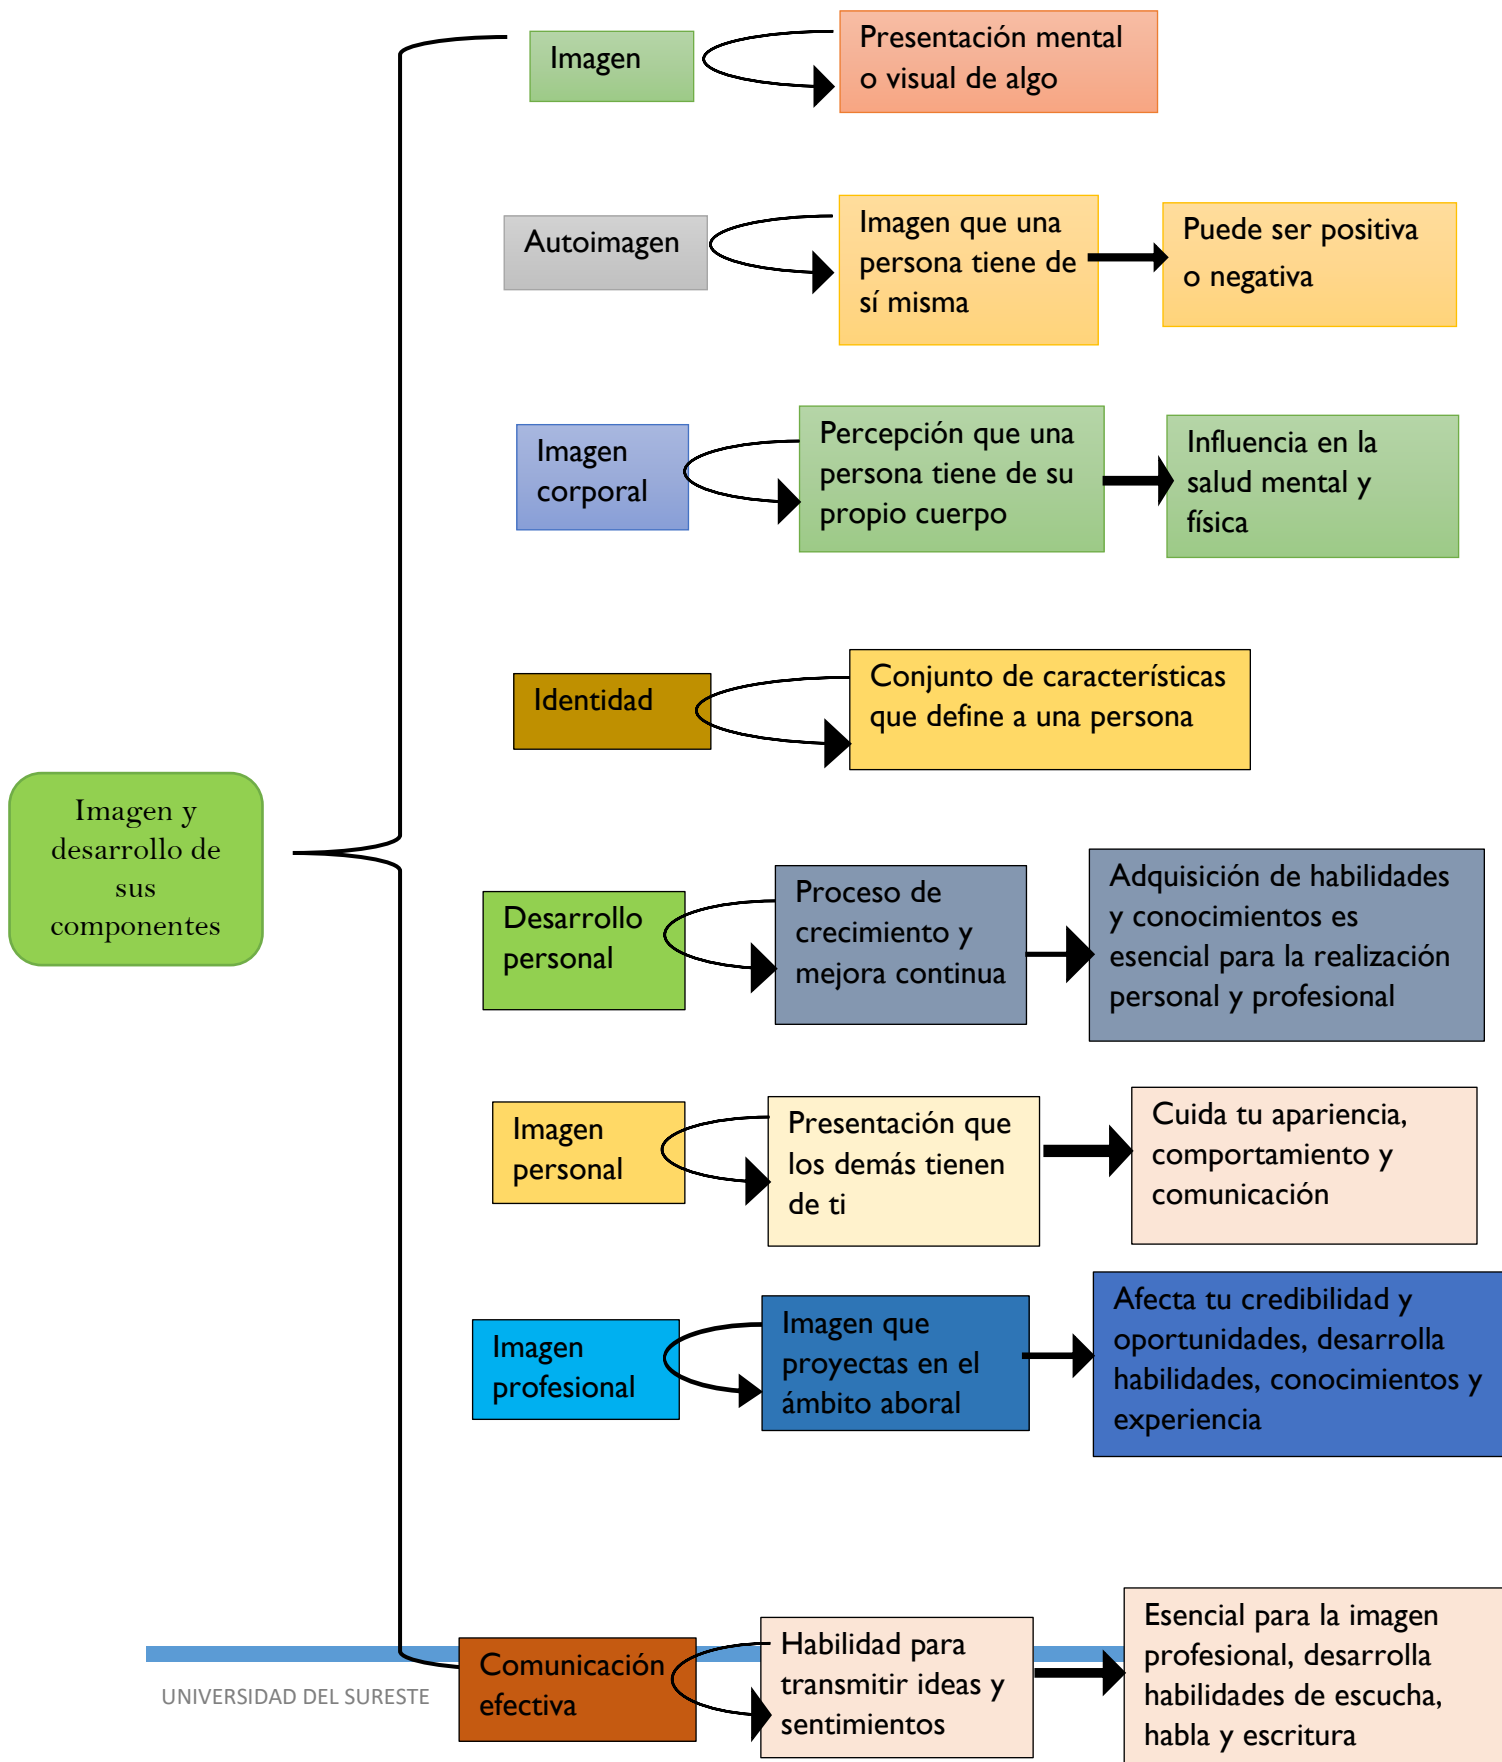 Imagen
Presentación mental
o visual de algo
Autoimagen
Imagen que una
persona tiene de
sí misma
Puede ser positiva
o negativa
Imagen
corporal
Percepción que una
persona tiene de su
propio cuerpo
Influencia en la
salud mental y
física
Identidad
Conjunto de características
que define a una persona
Imagen y
desarrollo de
sus
componentes
Desarrollo
personal
Proceso de
crecimiento y
mejora continua
Adquisición de habilidades
y conocimientos es
esencial para la realización
personal y profesional
Imagen
personal
Presentación que
los demás tienen
de ti
Cuida tu apariencia,
comportamiento y
comunicación
Imagen
profesional
Imagen que
proyectas en el
ámbito aboral
Afecta tu credibilidad y
oportunidades, desarrolla
habilidades, conocimientos y
experiencia
Comunicación
efectiva
Habilidad para
transmitir ideas y
sentimientos
Esencial para la imagen
profesional, desarrolla
habilidades de escucha,
habla y escritura
UNIVERSIDAD DEL SURESTE